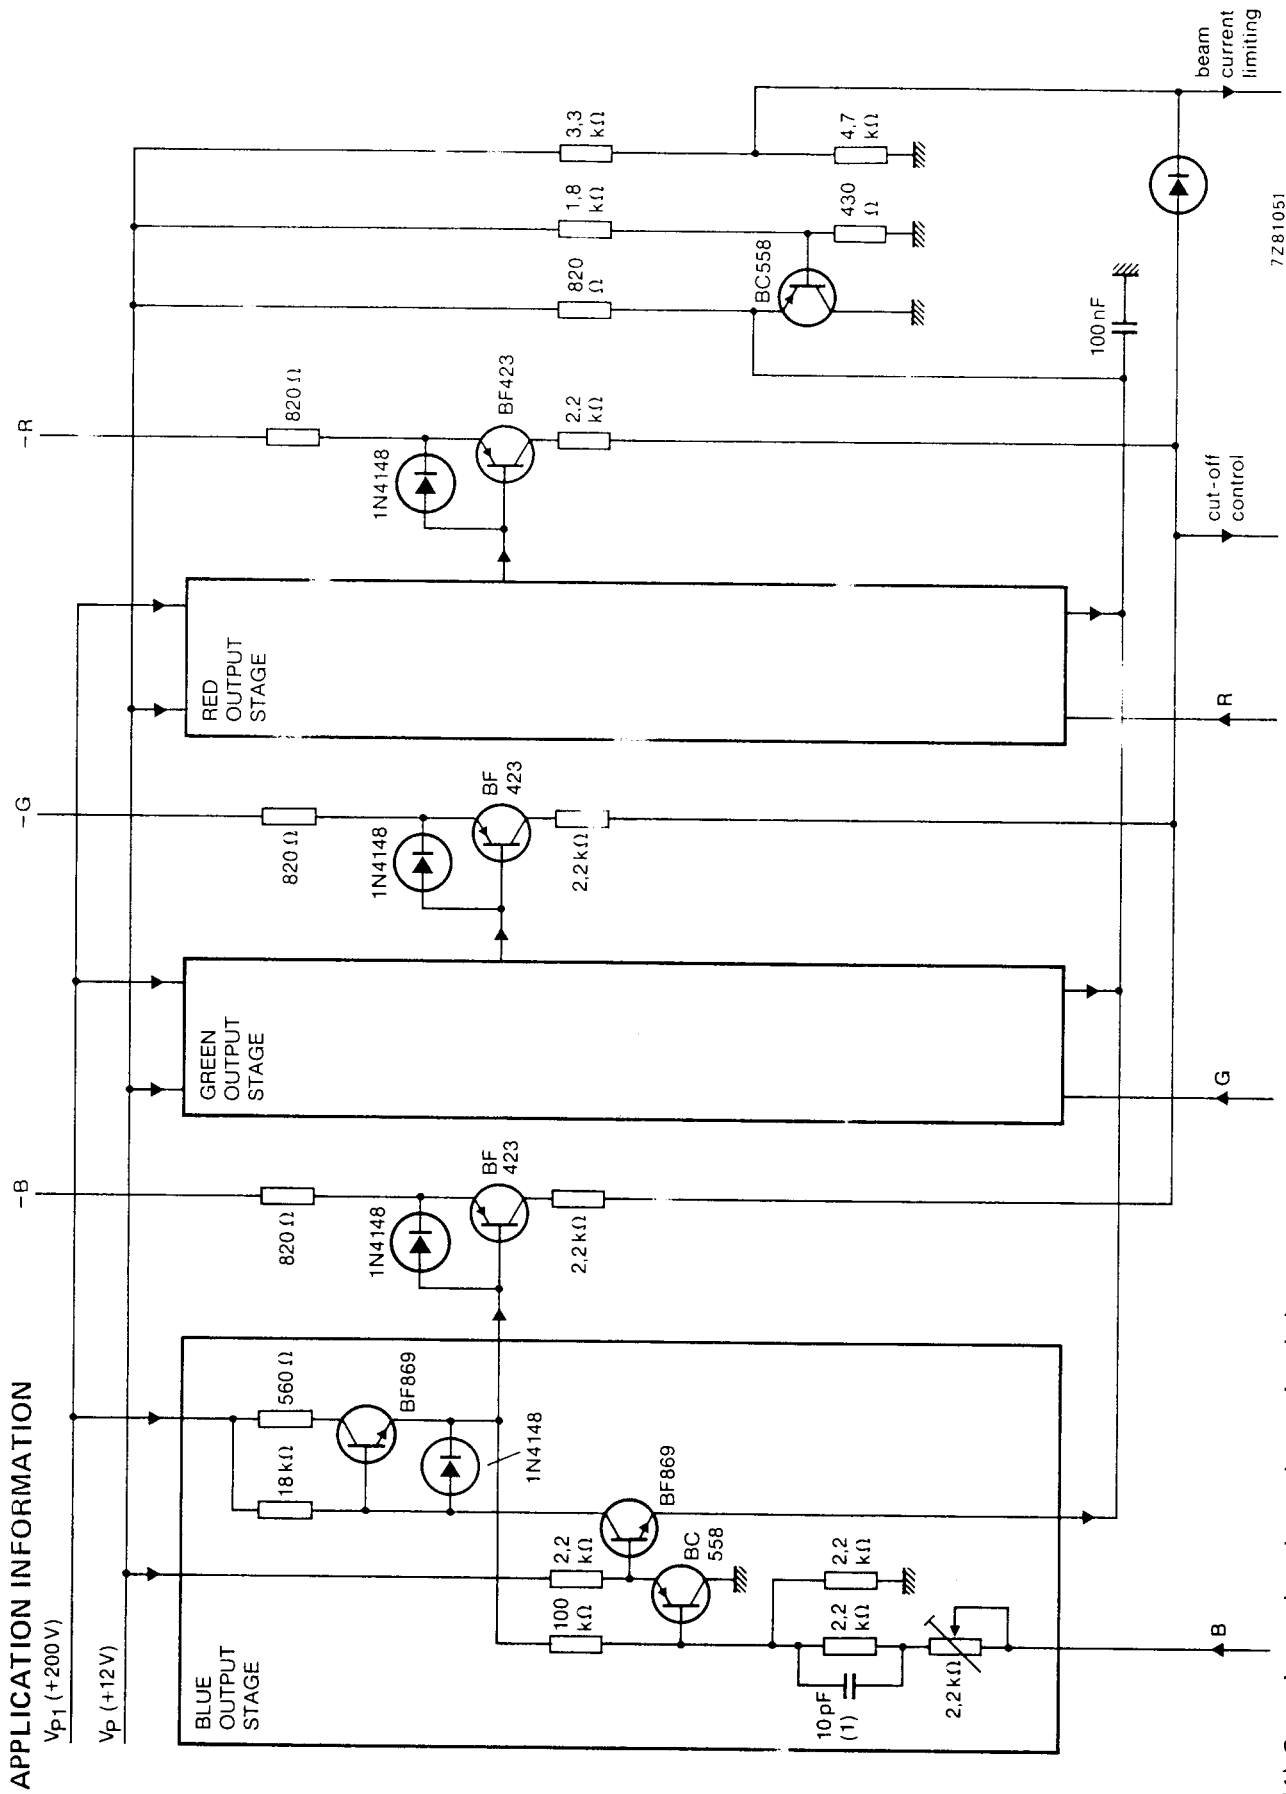 APPLICATION INFORMATION
VP1 (+200 V)
VP (+12 V)
BLUE
OUTPUT
STAGE
18 kΩ
560 Ω
BF869
1N4148
2,2
kΩ
100
kΩ
BF869
BC
558
2,2
kΩ
2,2
kΩ
10 pF
(1)
2,2 kΩ
B
-B
820 Ω
1N4148
BF
423
2,2 kΩ
GREEN
OUTPUT
STAGE
G
-G
820 Ω
1N4148
BF
423
2,2 kΩ
RED
OUTPUT
STAGE
R
-R
820 Ω
1N4148
BF423
2,2
kΩ
cut-off
control
820
Ω
1,8
kΩ
3,3
kΩ
BC558
430
Ω
4,7
kΩ
100 nF
beam
current
limiting
7Z81051